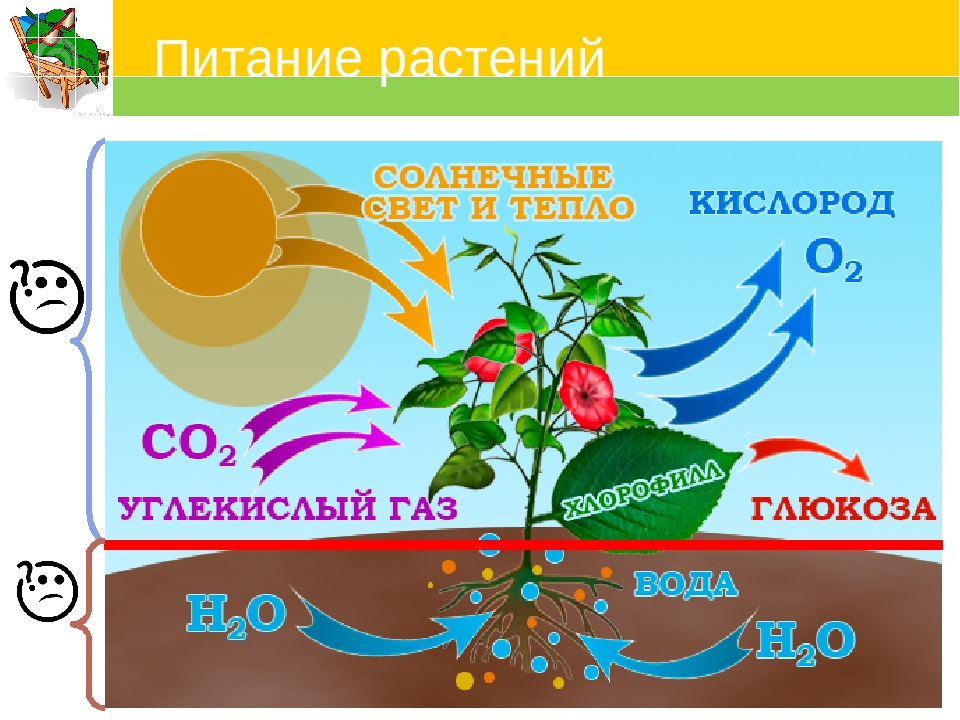 Питание растений
СОЛНЕЧНЫЕ
СВЕТ И ТЕПЛО
КИСЛОРОД
O₂
CO₂
УГЛЕКИСЛЫЙ ГАЗ
ХЛОРОФИЛЛ
ГЛЮКОЗА
ВОДА
H₂O
H₂O